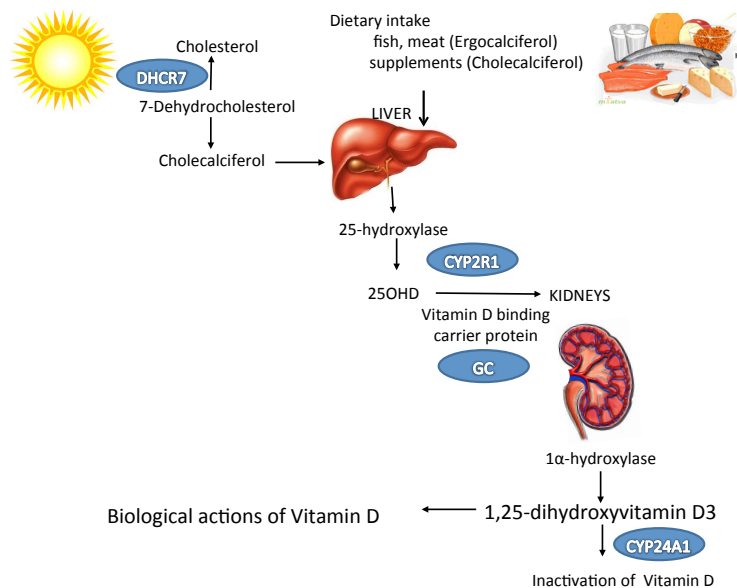 Dietary intake
fish, meat (Ergocalciferol)
supplements (Cholecalciferol)
Cholesterol
DHCR7
7-Dehydrocholesterol
LIVER
Cholecalciferol
25-hydroxylase
CYP2R1
25OHD
KIDNEYS
Vitamin D binding
carrier protein
GC
1α-hydroxylase
Biological actions of Vitamin D
1,25-dihydroxyvitamin D3
CYP24A1
Inactivation of Vitamin D